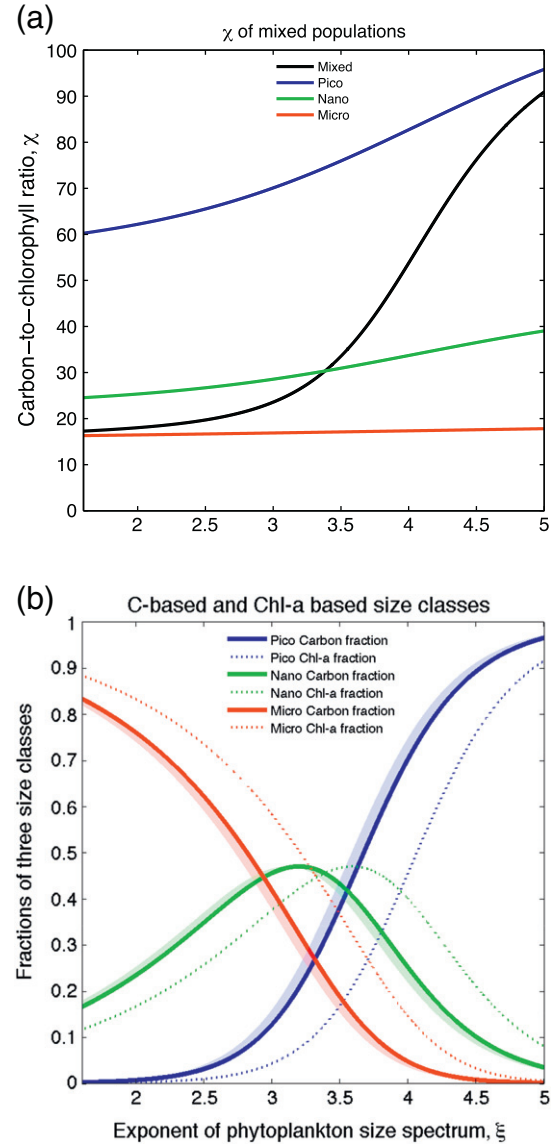 (a)
χ of mixed populations
Mixed
Pico
Nano
Micro
Carbon−to−chlorophyll ratio, χ
100
90
80
70
60
50
40
30
20
10
0
2 2.5 3 3.5 4 4.5 5
(b)
C-based and Chl-a based size classes
Pico Carbon fraction
Pico Chl-a fraction
Nano Carbon fraction
Nano Chl-a fraction
Micro Carbon fraction
Micro Chl-a fraction
Fractions of three size classes
1
0.9
0.8
0.7
0.6
0.5
0.4
0.3
0.2
0.1
0
2 2.5 3 3.5 4 4.5 5
Exponent of phytoplankton size spectrum, ξ